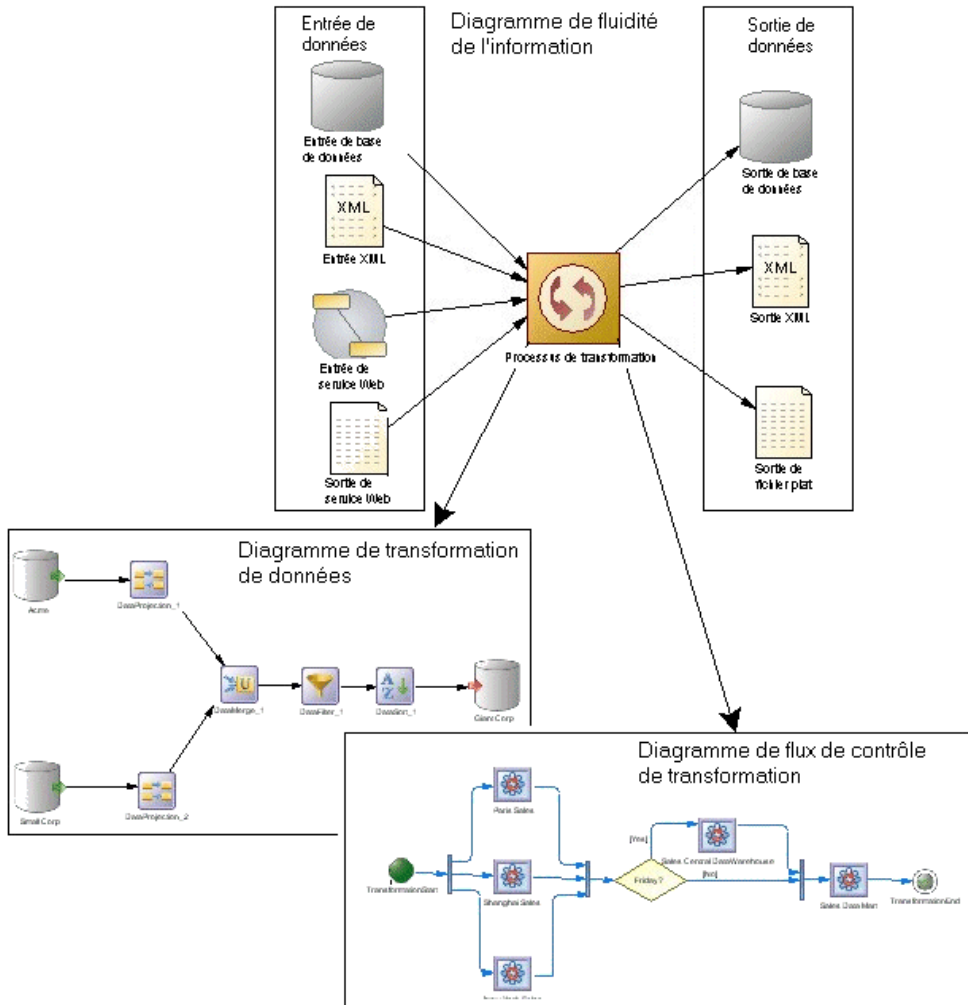 Diagramme de fluidité
de l'information
Entrée de
données
Entrée de base
de données
XML
Entrée XML
Entrée de
service Web
Sortie de
service Web
Processus de transformation
Sortie de
données
Sortie de base
de données
XML
Sortie XML
Sortie de
fichier plat
Diagramme de transformation
de données
Acme
DataProjection_1
U
DataMerge_1
DataFilter_1
A
Z
DataSort_1
GiantCorp
SmallCorp
DataProjection_2
Diagramme de flux de contrôle
de transformation
TransformationStart
Paris Sales
Shanghai Sales
Friday?
[Yes]
Sales Central DataWarehouse
[No]
Sales Data Mart
TransformationEnd